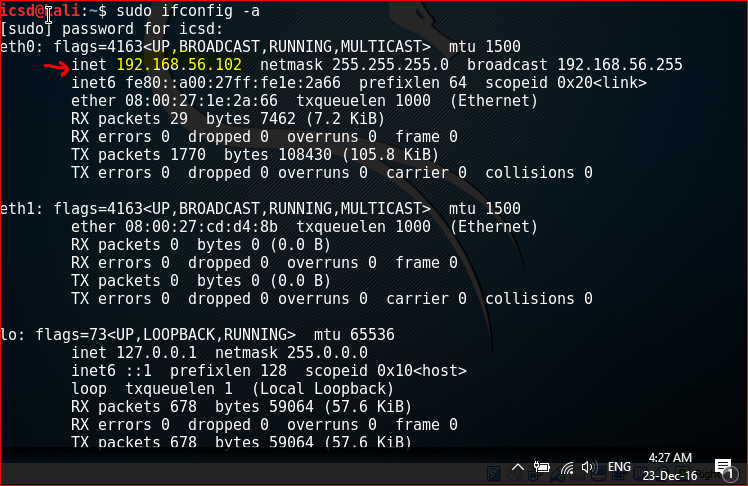 icsd@kali:~$ sudo ifconfig -a
[sudo] password for icsd:
eth0: flags=4163<UP,BROADCAST,RUNNING,MULTICAST>  mtu 1500
        inet 192.168.56.102  netmask 255.255.255.0  broadcast 192.168.56.255
        inet6 fe80::a00:27ff:fe1e:2a66  prefixlen 64  scopeid 0x20<link>
        ether 08:00:27:1e:2a:66  txqueuelen 1000  (Ethernet)
        RX packets 29  bytes 7462 (7.2 KiB)
        RX errors 0  dropped 0  overruns 0  frame 0
        TX packets 1770  bytes 108430 (105.8 KiB)
        TX errors 0  dropped 0 overruns 0  carrier 0  collisions 0
eth1: flags=4163<UP,BROADCAST,RUNNING,MULTICAST>  mtu 1500
        ether 08:00:27:cd:d4:8b  txqueuelen 1000  (Ethernet)
        RX packets 0  bytes 0 (0.0 B)
        RX errors 0  dropped 0  overruns 0  frame 0
        TX packets 0  bytes 0 (0.0 B)
        TX errors 0  dropped 0 overruns 0  carrier 0  collisions 0
lo: flags=73<UP,LOOPBACK,RUNNING>  mtu 65536
        inet 127.0.0.1  netmask 255.0.0.0
        inet6 ::1  prefixlen 128  scopeid 0x10<host>
        loop  txqueuelen 1  (Local Loopback)
        RX packets 678  bytes 59064 (57.6 KiB)
        RX errors 0  dropped 0  overruns 0  frame 0
        TX packets 678  bytes 59064 (57.6 KiB)
ENG
4:27 AM
23-Dec-16
1
Right